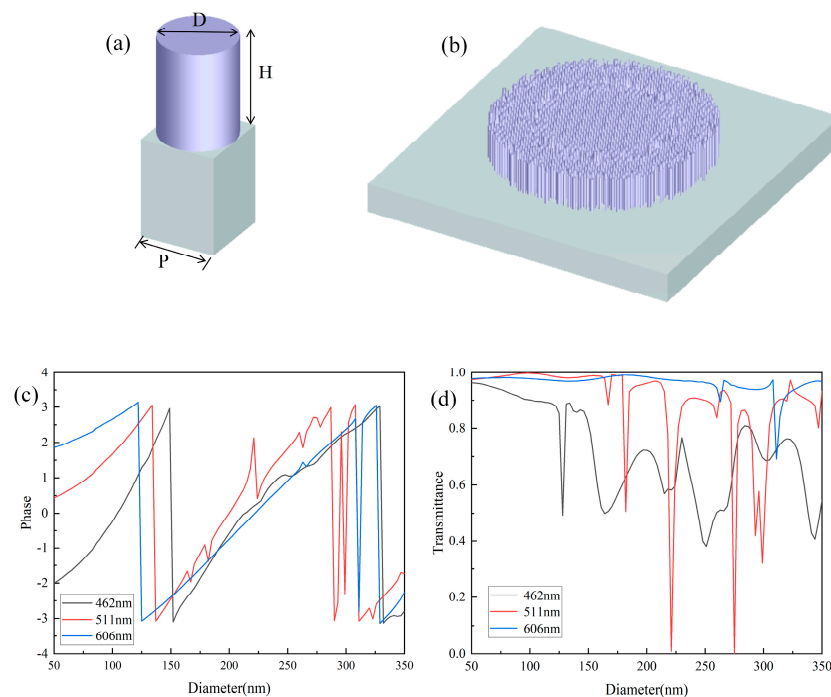 (a)
D
H
P
(b)
(c)
4
3
2
1
0
-1
-2
-3
-4
Phase
462nm
511nm
606nm
50 100 150 200 250 300 350
Diameter(nm)
(d)
1.0
0.8
0.6
0.4
0.2
0.0
Transmittance
462nm
511nm
606nm
50 100 150 200 250 300 350
Diameter(nm)